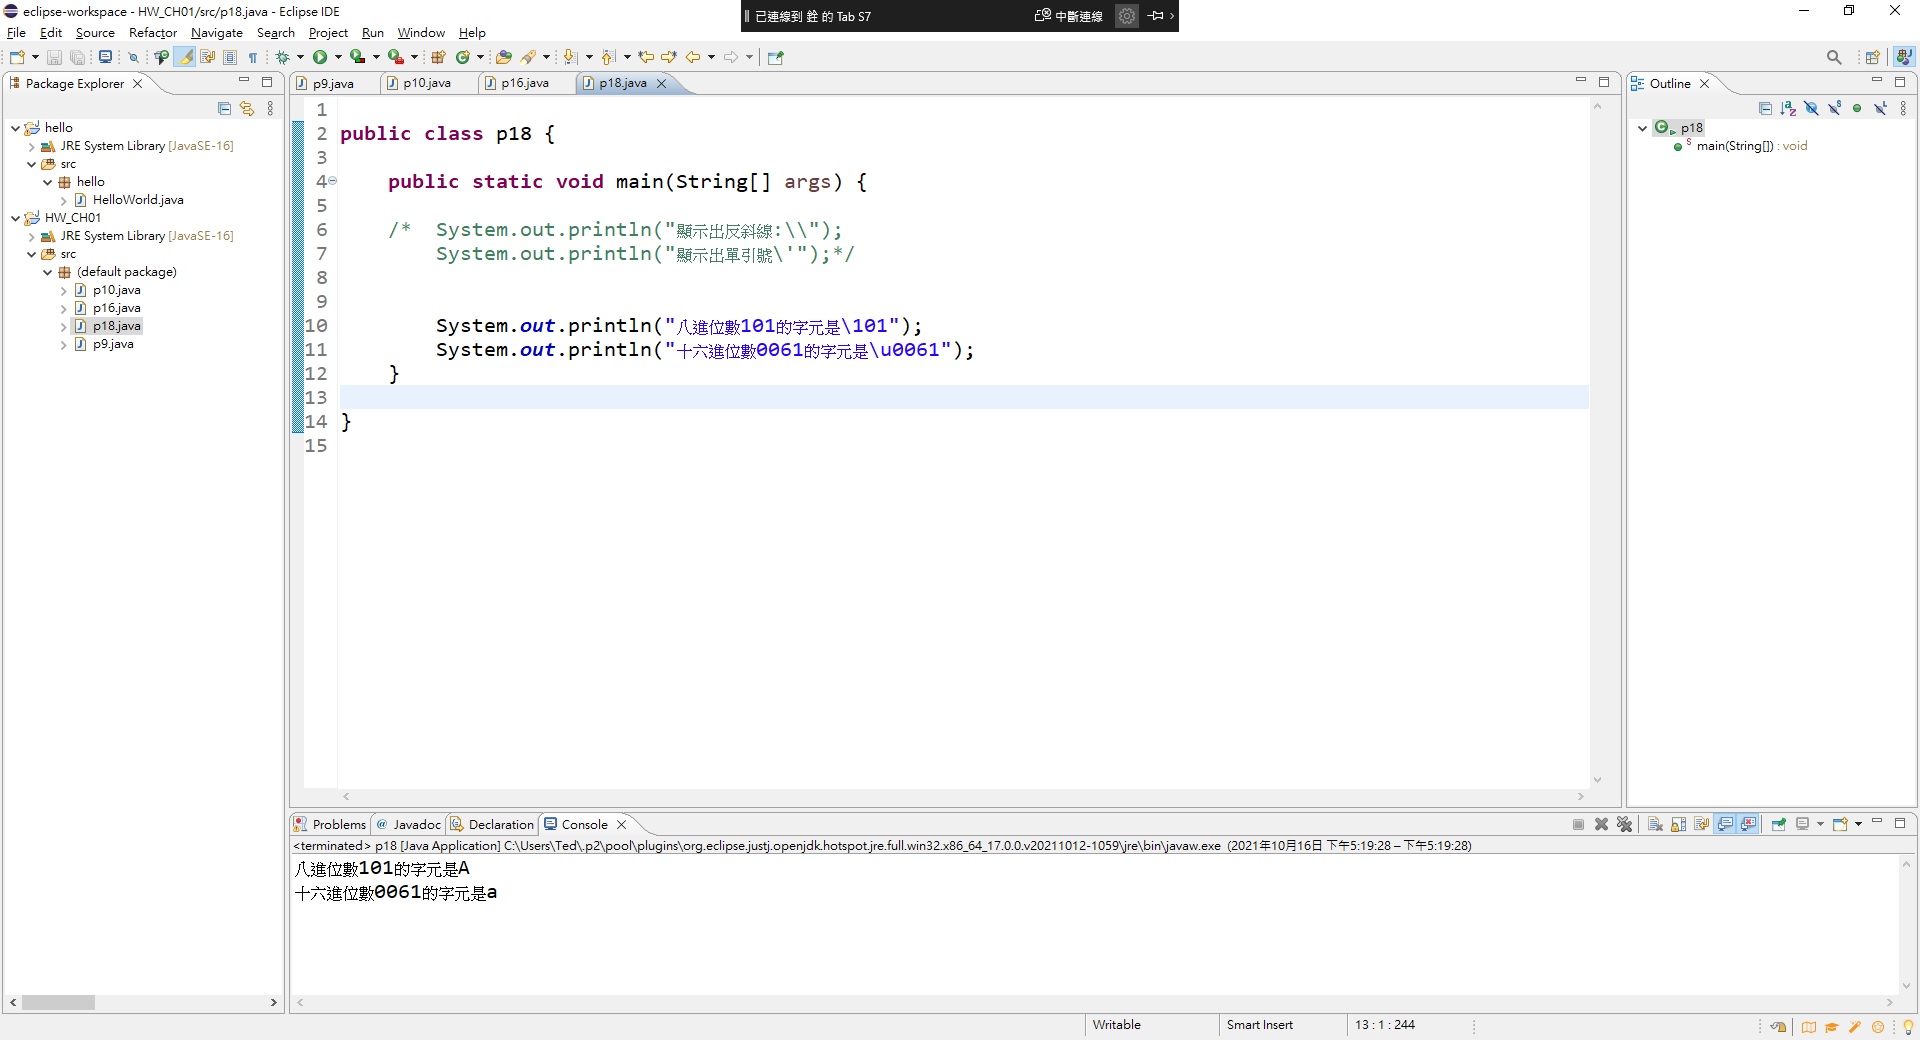 eclipse-workspace - HW_CH01/src/p18.java - Eclipse IDE
已連線到 銓 的 Tab S7
中斷連線
File Edit Source Refactor Navigate Search Project Run Window Help
Package Explorer
hello
JRE System Library [JavaSE-16]
src
hello
HelloWorld.java
HW_CH01
JRE System Library [JavaSE-16]
src
(default package)
p10.java
p16.java
p18.java
p9.java
p9.java p10.java p16.java p18.java
1
2 public class p18 {
3
4 public static void main(String[] args) {
5
6 /* System.out.println("顯示出反斜線:\\");
7 System.out.println("顯示出單引號\'");*/
8
9
10 System.out.println("八進位數101的字元是\101");
11 System.out.println("十六進位數0061的字元是\u0061");
12 }
13
14 }
15
Outline
p18
main(String[]) : void
Problems Javadoc Declaration Console
<terminated> p18 [Java Application] C:\Users\Ted\.p2\pool\plugins\org.eclipse.justj.openjdk.hotspot.jre.full.win32.x86_64_17.0.0.v20211012-1059\jre\bin\javaw.exe (2021年10月16日 下午5:19:28 – 下午5:19:28)
八進位數101的字元是A
十六進位數0061的字元是a
Writable Smart Insert 13 : 1 : 244